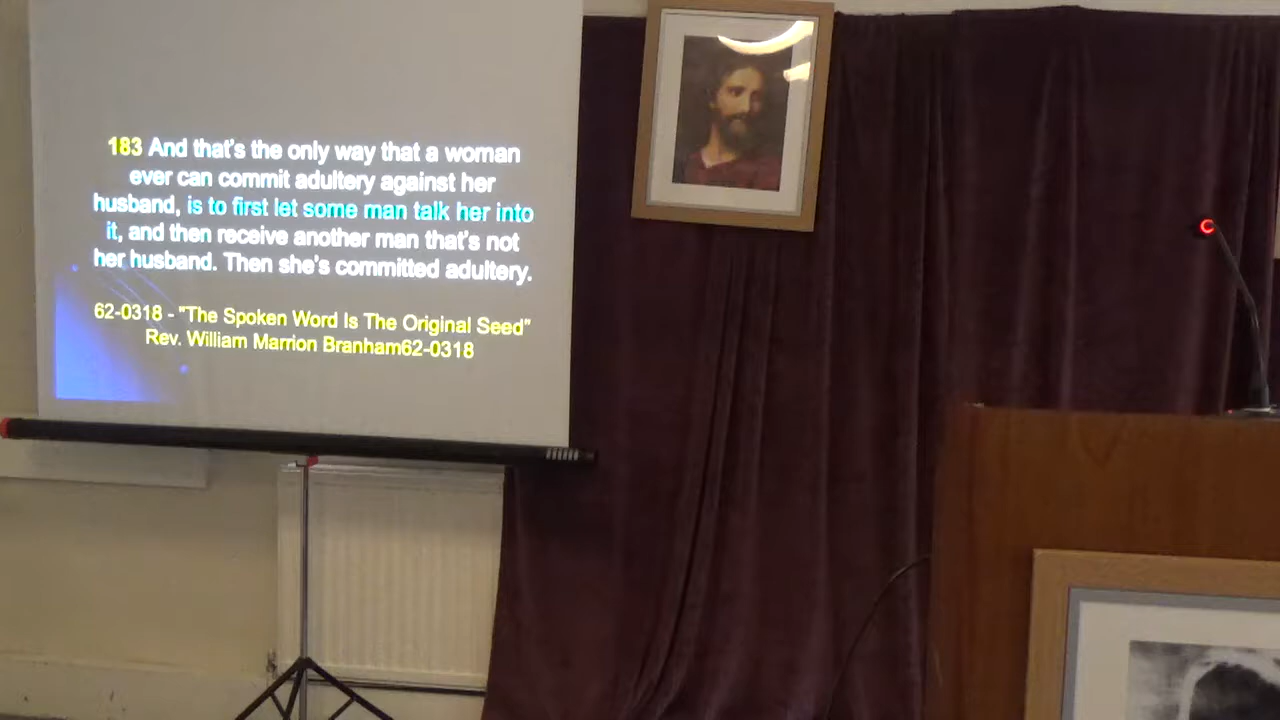 183 And that's the only way that a woman
ever can commit adultery against her
husband, is to first let some man talk her into
it, and then receive another man that's not
her husband. Then she's committed adultery.
62-0318 - "The Spoken Word Is The Original Seed"
Rev. William Marrion Branham62-0318